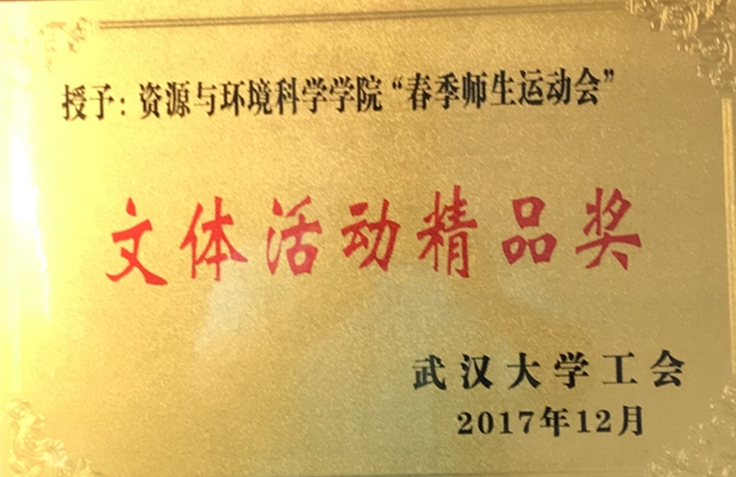 授予：资源与环境科学学院“春季师生运动会”
文体活动精品奖
武汉大学工会
2017年12月